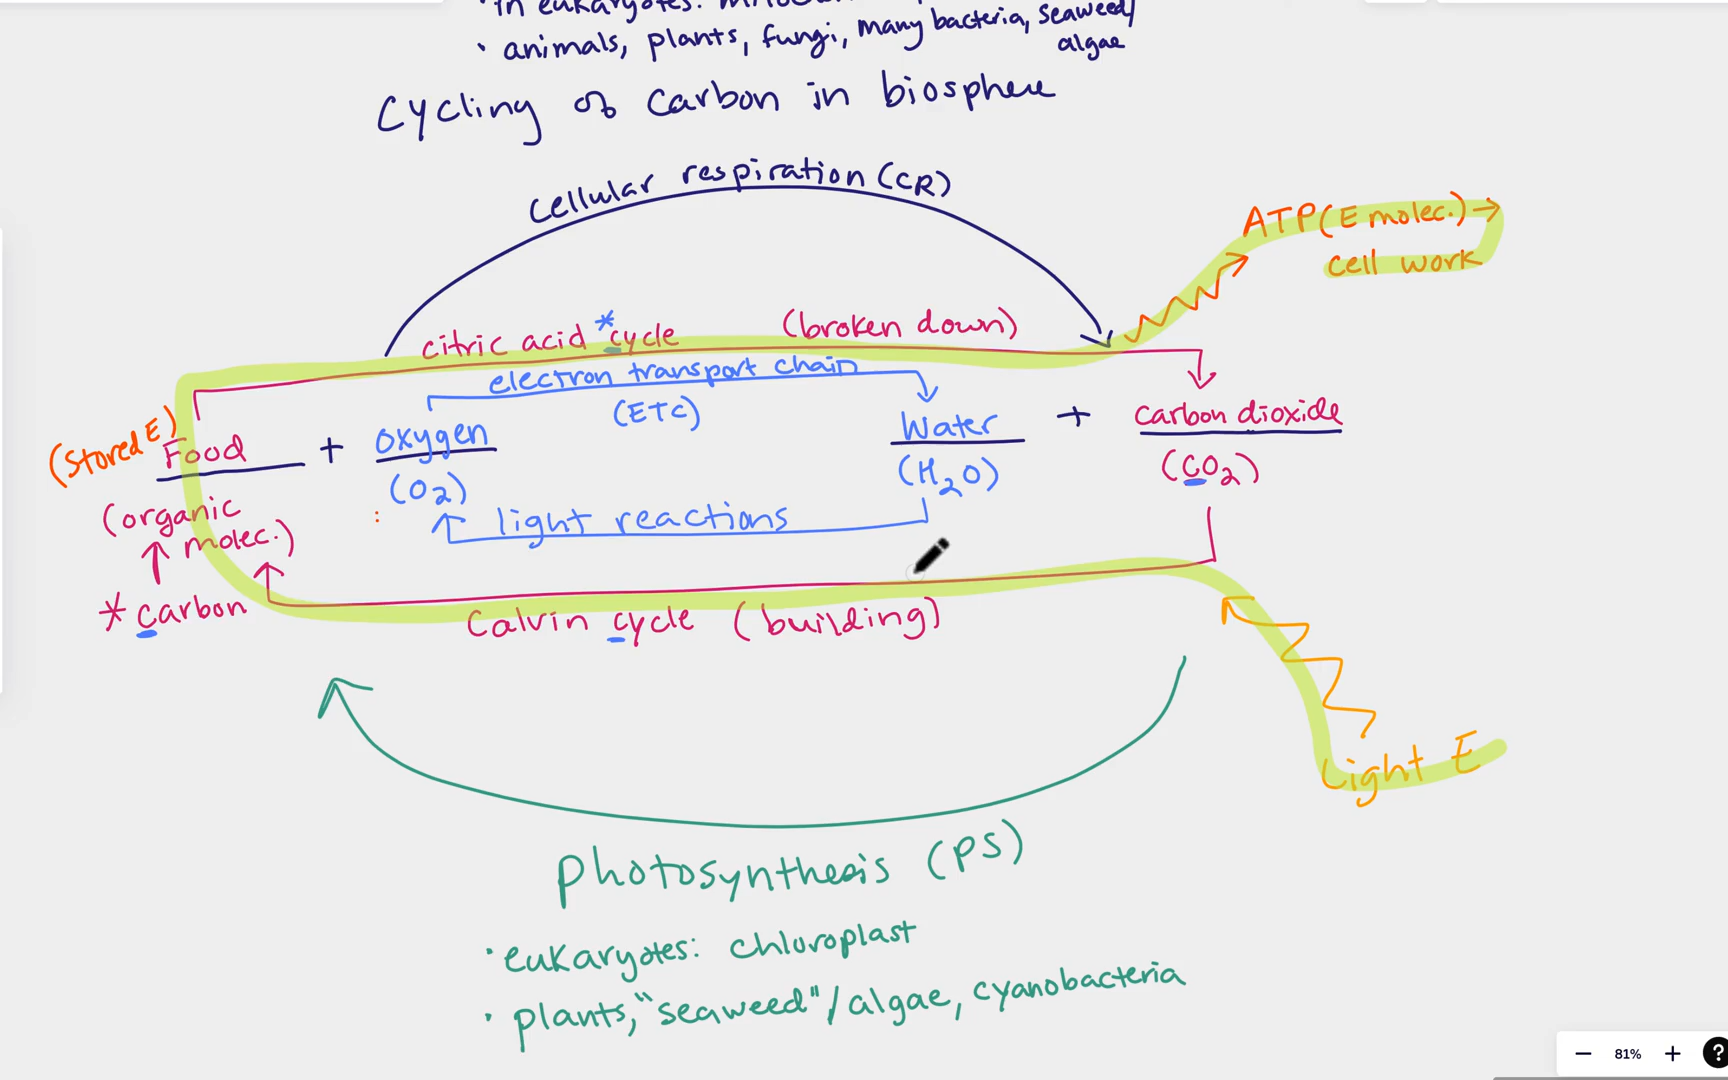 · in eukaryotes:
· animals, plants, fungi, many bacteria, seaweed/
algae
Cycling of Carbon in biosphere
cellular respiration (CR)
ATP (E molec.) →
cell work
citric acid *cycle (broken down)
electron transport chain
(ETC)
(Stored E) Food + oxygen Water + Carbon dioxide
(O2) (H2O) (CO2)
(organic
molec.)
light reactions
* carbon
Calvin cycle (building)
Light E
Photosynthesis (PS)
· eukaryotes: chloroplast
· plants, "seaweed"/algae, cyanobacteria
− 81% + ?